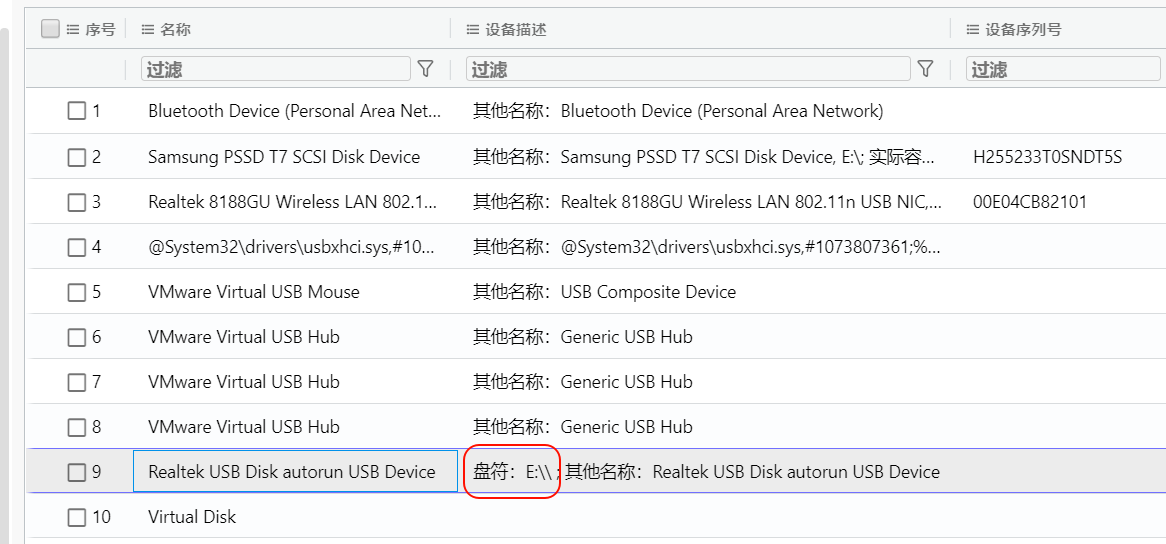 序号 名称 设备描述 设备序列号
过滤 过滤 过滤
1 Bluetooth Device (Personal Area Net... 其他名称：Bluetooth Device (Personal Area Network)
2 Samsung PSSD T7 SCSI Disk Device 其他名称：Samsung PSSD T7 SCSI Disk Device, E:\; 实际容... H255233T0SNDT5S
3 Realtek 8188GU Wireless LAN 802.1... 其他名称：Realtek 8188GU Wireless LAN 802.11n USB NIC,... 00E04CB82101
4 @System32\drivers\usbxhci.sys,#10... 其他名称：@System32\drivers\usbxhci.sys,#1073807361;%...
5 VMware Virtual USB Mouse 其他名称：USB Composite Device
6 VMware Virtual USB Hub 其他名称：Generic USB Hub
7 VMware Virtual USB Hub 其他名称：Generic USB Hub
8 VMware Virtual USB Hub 其他名称：Generic USB Hub
9 Realtek USB Disk autorun USB Device 盘符：E:\\ ; 其他名称：Realtek USB Disk autorun USB Device
10 Virtual Disk